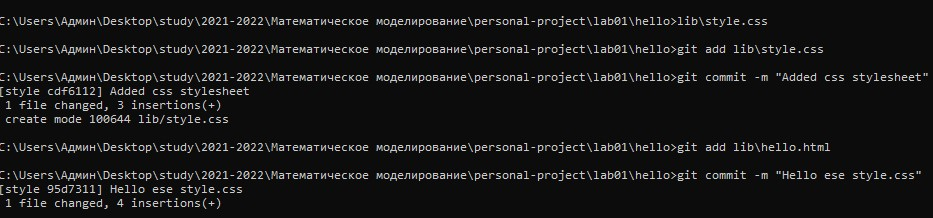 C:\Users\Админ\Desktop\study\2021-2022\Математическое моделирование\personal-project\lab01\hello>lib\style.css
C:\Users\Админ\Desktop\study\2021-2022\Математическое моделирование\personal-project\lab01\hello>git add lib\style.css
C:\Users\Админ\Desktop\study\2021-2022\Математическое моделирование\personal-project\lab01\hello>git commit -m "Added css stylesheet"
[style cdf6112] Added css stylesheet
1 file changed, 3 insertions(+)
create mode 100644 lib/style.css
C:\Users\Админ\Desktop\study\2021-2022\Математическое моделирование\personal-project\lab01\hello>git add lib\hello.html
C:\Users\Админ\Desktop\study\2021-2022\Математическое моделирование\personal-project\lab01\hello>git commit -m "Hello ese style.css"
[style 95d7311] Hello ese style.css
1 file changed, 4 insertions(+)